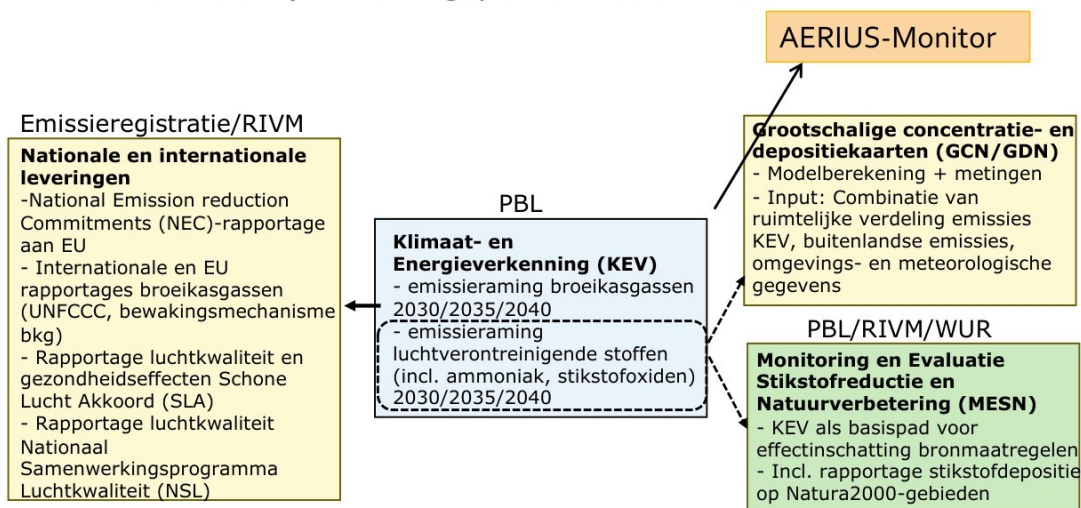 AERIUS-Monitor
Emissieregistratie/RIVM
Nationale en internationale
leveringen
-National Emission reduction
Commitments (NEC)-rapportage
aan EU
- Internationale en EU
rapportages broeikasgassen
(UNFCCC, bewakingsmechanisme
bkg)
- Rapportage luchtkwaliteit en
gezondheidseffecten Schone
Lucht Akkoord (SLA)
- Rapportage luchtkwaliteit
Nationaal
Samenwerkingsprogramma
Luchtkwaliteit (NSL)
PBL
Klimaat- en
Energieverkenning (KEV)
- emissieraming broeikasgassen
2030/2035/2040
- emissieraming
luchtverontreinigende stoffen
(incl. ammoniak, stikstofoxiden)
2030/2035/2040
Grootschalige concentratie- en
depositiekaarten (GCN/GDN)
- Modelberekening + metingen
- Input: Combinatie van
ruimtelijke verdeling emissies
KEV, buitenlandse emissies,
omgevings- en meteorologische
gegevens
PBL/RIVM/WUR
Monitoring en Evaluatie
Stikstofreductie en
Natuurverbetering (MESN)
- KEV als basispad voor
effectinschatting bronmaatregelen
- Incl. rapportage stikstofdepositie
op Natura2000-gebieden